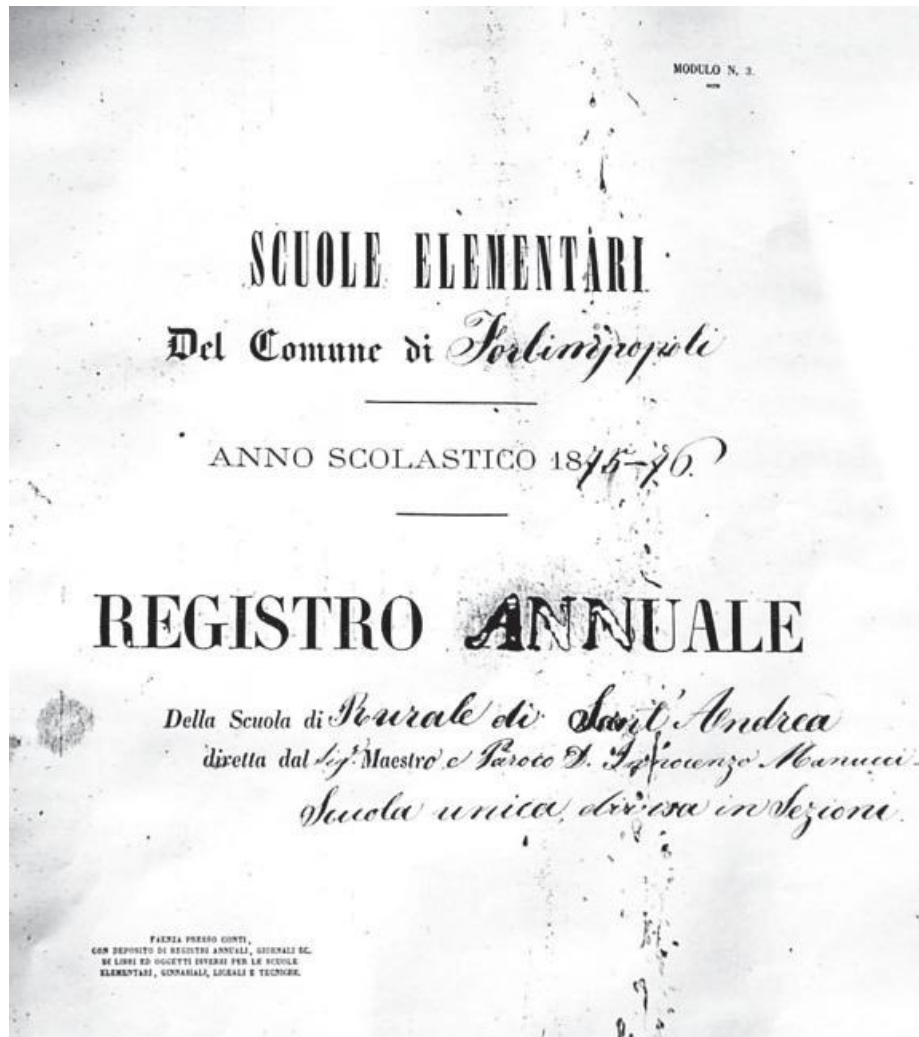 MODULO N. 3.
SCUOLE ELEMENTARI
Del Comune di Forlimpopoli
ANNO SCOLASTICO 1875-76.
REGISTRO ANNUALE
Della Scuola di Rurale di Sant'Andrea
diretta dal Sigr. Maestro e Paroco D. Innocenzo Manucci
Scuola unica divisa in Sezioni
FAENZA PRESSO CONTI,
CON DEPOSITO DI REGISTRI ANNUALI, GIORNALI EC.
DI LIBRI ED OGGETTI DIVERSI PER LE SCUOLE
ELEMENTARI, GINNASIALI, LICEALI E TECNICHE.